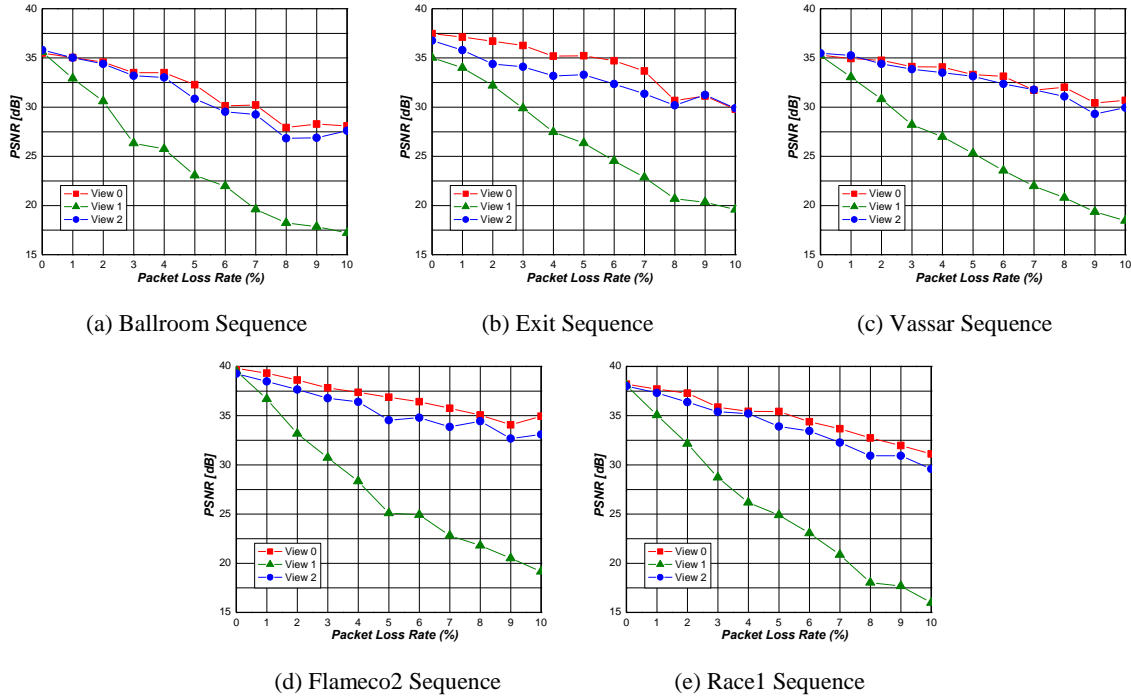 40
35
30
25
20
15
PSNR [dB]
View 0
View 1
View 2
0 1 2 3 4 5 6 7 8 9 10
Packet Loss Rate (%)
(a) Ballroom Sequence
40
35
30
25
20
15
PSNR [dB]
View 0
View 1
View 2
0 1 2 3 4 5 6 7 8 9 10
Packet Loss Rate (%)
(b) Exit Sequence
40
35
30
25
20
15
PSNR [dB]
View 0
View 1
View 2
0 1 2 3 4 5 6 7 8 9 10
Packet Loss Rate (%)
(c) Vassar Sequence
40
35
30
25
20
15
PSNR [dB]
View 0
View 1
View 2
0 1 2 3 4 5 6 7 8 9 10
Packet Loss Rate (%)
(d) Flameco2 Sequence
40
35
30
25
20
15
PSNR [dB]
View 0
View 1
View 2
0 1 2 3 4 5 6 7 8 9 10
Packet Loss Rate (%)
(e) Race1 Sequence